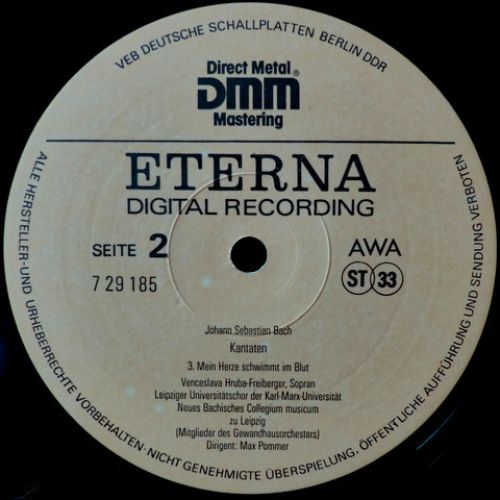 VEB DEUTSCHE SCHALLPLATTEN BERLIN DDR
Direct Metal®
DMM
Mastering
ETERNA
DIGITAL RECORDING
SEITE 2
AWA
7 29 185
ST 33
Johann Sebastian Bach
Kantaten
3. Mein Herze schwimmt im Blut
Venceslava Hruba-Freiberger, Sopran
Leipziger Universitätschor der Karl-Marx-Universität
Neues Bachisches Collegium musicum
zu Leipzig
(Mitglieder des Gewandhausorchesters)
Dirigent: Max Pommer
ALLE HERSTELLER-UND URHEBERRECHTE VORBEHALTEN · NICHT GENEHMIGTE ÜBERSPIELUNG, ÖFFENTLICHE AUFFÜHRUNG UND SENDUNG VERBOTEN